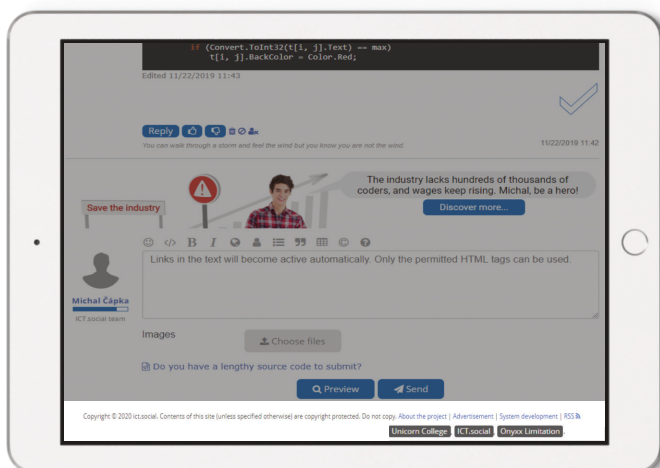 if (Convert.ToInt32(t[i, j].Text) == max)
t[i, j].BackColor = Color.Red;
Edited 11/22/2019 11:43
Reply
You can walk through a storm and feel the wind but you know you are not the wind.
11/22/2019 11:42
Save the industry
The industry lacks hundreds of thousands of
coders, and wages keep rising. Michal, be a hero!
Discover more...
B I
Links in the text will become active automatically. Only the permitted HTML tags can be used.
Michal Čápka
ICT.social team
Images
Choose files
Do you have a lengthy source code to submit?
Preview Send
Copyright © 2020 ict.social. Contents of this site (unless specified otherwise) are copyright protected. Do not copy. About the project | Advertisement | System development | RSS
Unicorn College, ICT.social, Onyxx Limitation,